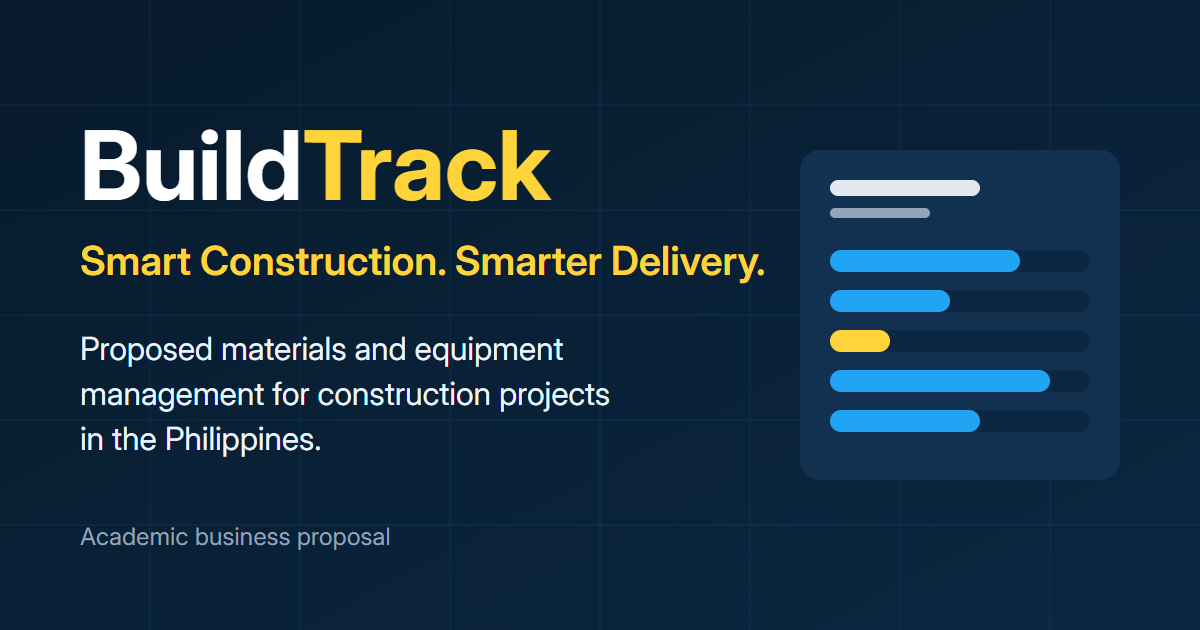 BuildTrack
Smart Construction. Smarter Delivery.
Proposed materials and equipment
management for construction projects
in the Philippines.
Academic business proposal